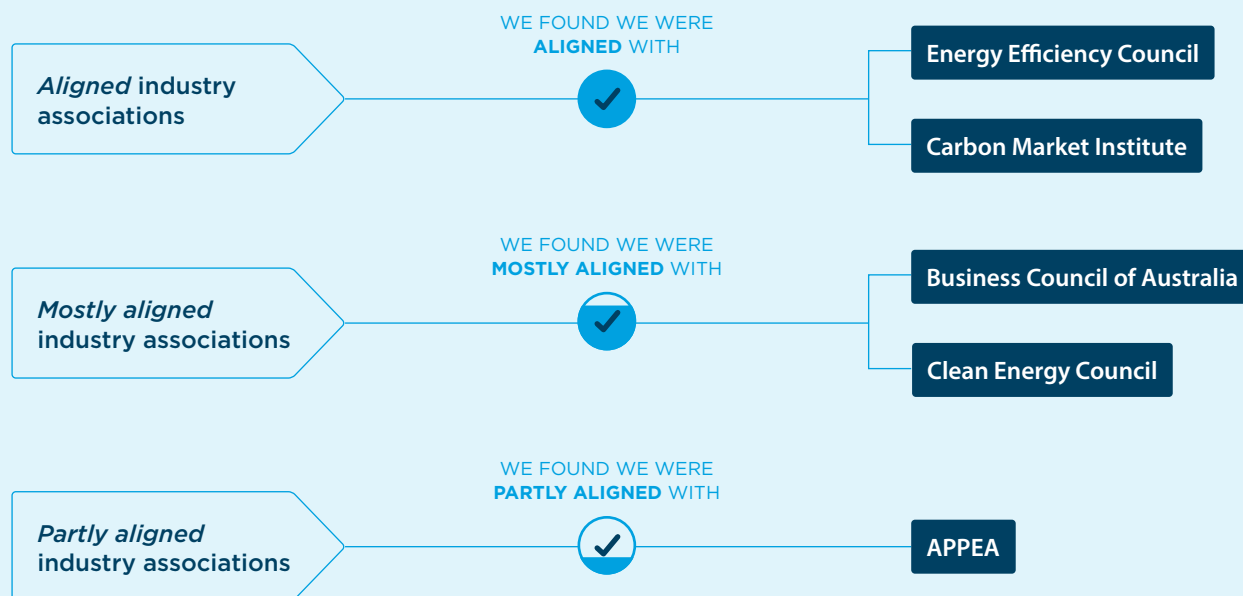 Aligned industry
associations
WE FOUND WE WERE
ALIGNED WITH
Energy Efficiency Council
Carbon Market Institute
Mostly aligned
industry associations
WE FOUND WE WERE
MOSTLY ALIGNED WITH
Business Council of Australia
Clean Energy Council
Partly aligned
industry associations
WE FOUND WE WERE
PARTLY ALIGNED WITH
APPEA